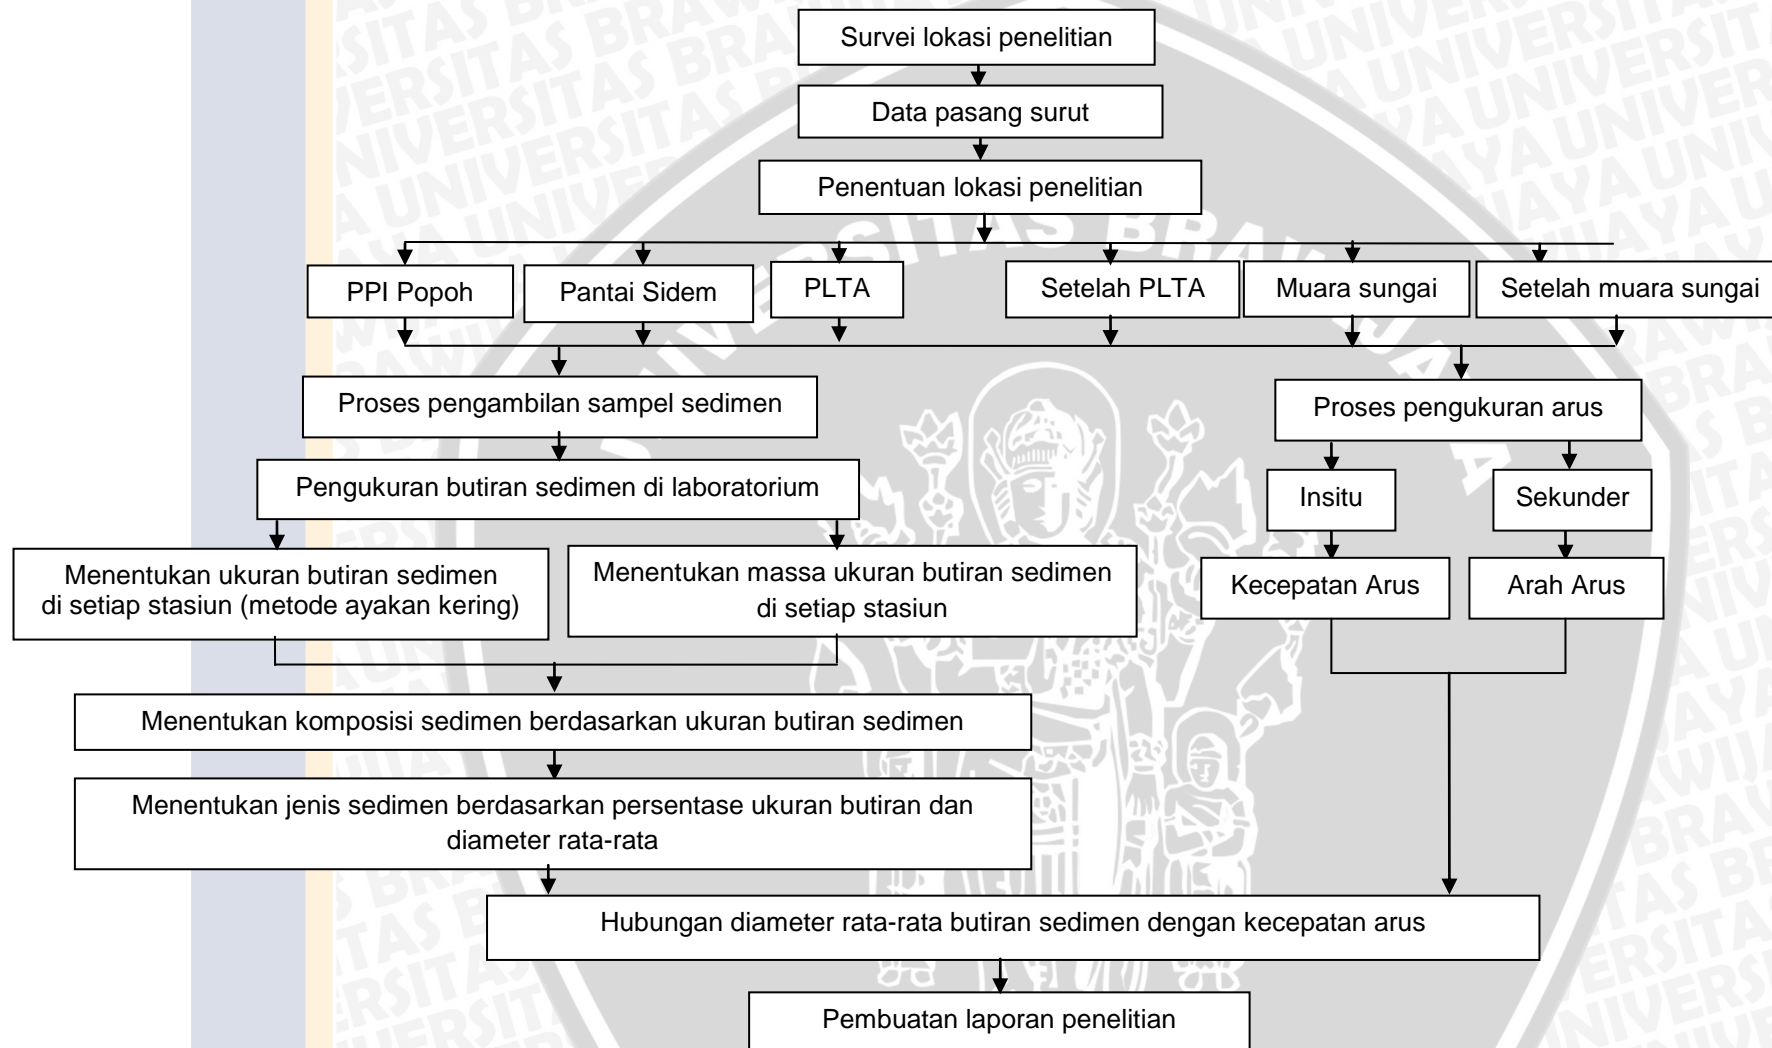 Survei lokasi penelitian
Data pasang surut
Penentuan lokasi penelitian
PPI Popoh
Pantai Sidem
PLTA
Setelah PLTA
Muara sungai
Setelah muara sungai
Proses pengambilan sampel sedimen
Proses pengukuran arus
Pengukuran butiran sedimen di laboratorium
Insitu
Sekunder
Menentukan ukuran butiran sedimen
di setiap stasiun (metode ayakan kering)
Menentukan massa ukuran butiran sedimen
di setiap stasiun
Kecepatan Arus
Arah Arus
Menentukan komposisi sedimen berdasarkan ukuran butiran sedimen
Menentukan jenis sedimen berdasarkan persentase ukuran butiran dan
diameter rata-rata
Hubungan diameter rata-rata butiran sedimen dengan kecepatan arus
Pembuatan laporan penelitian